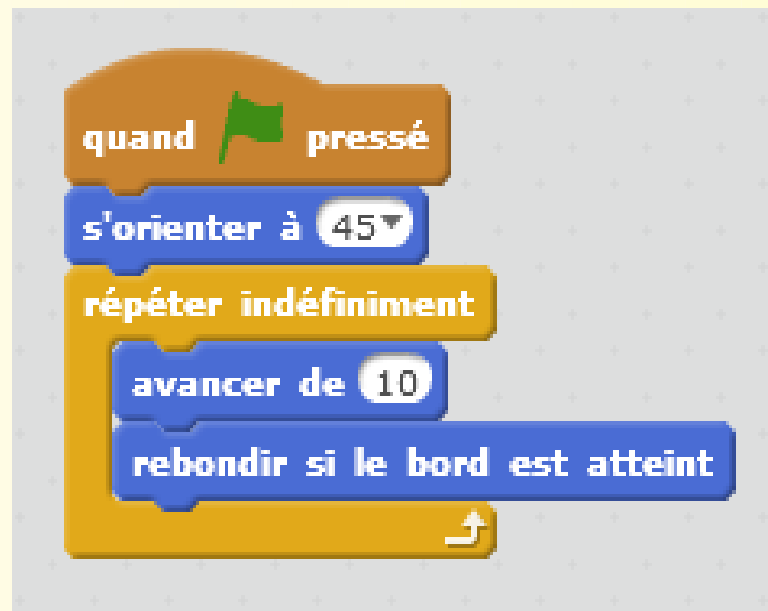 quand pressé
s'orienter à 45
répéter indéfiniment
avancer de 10
rebondir si le bord est atteint